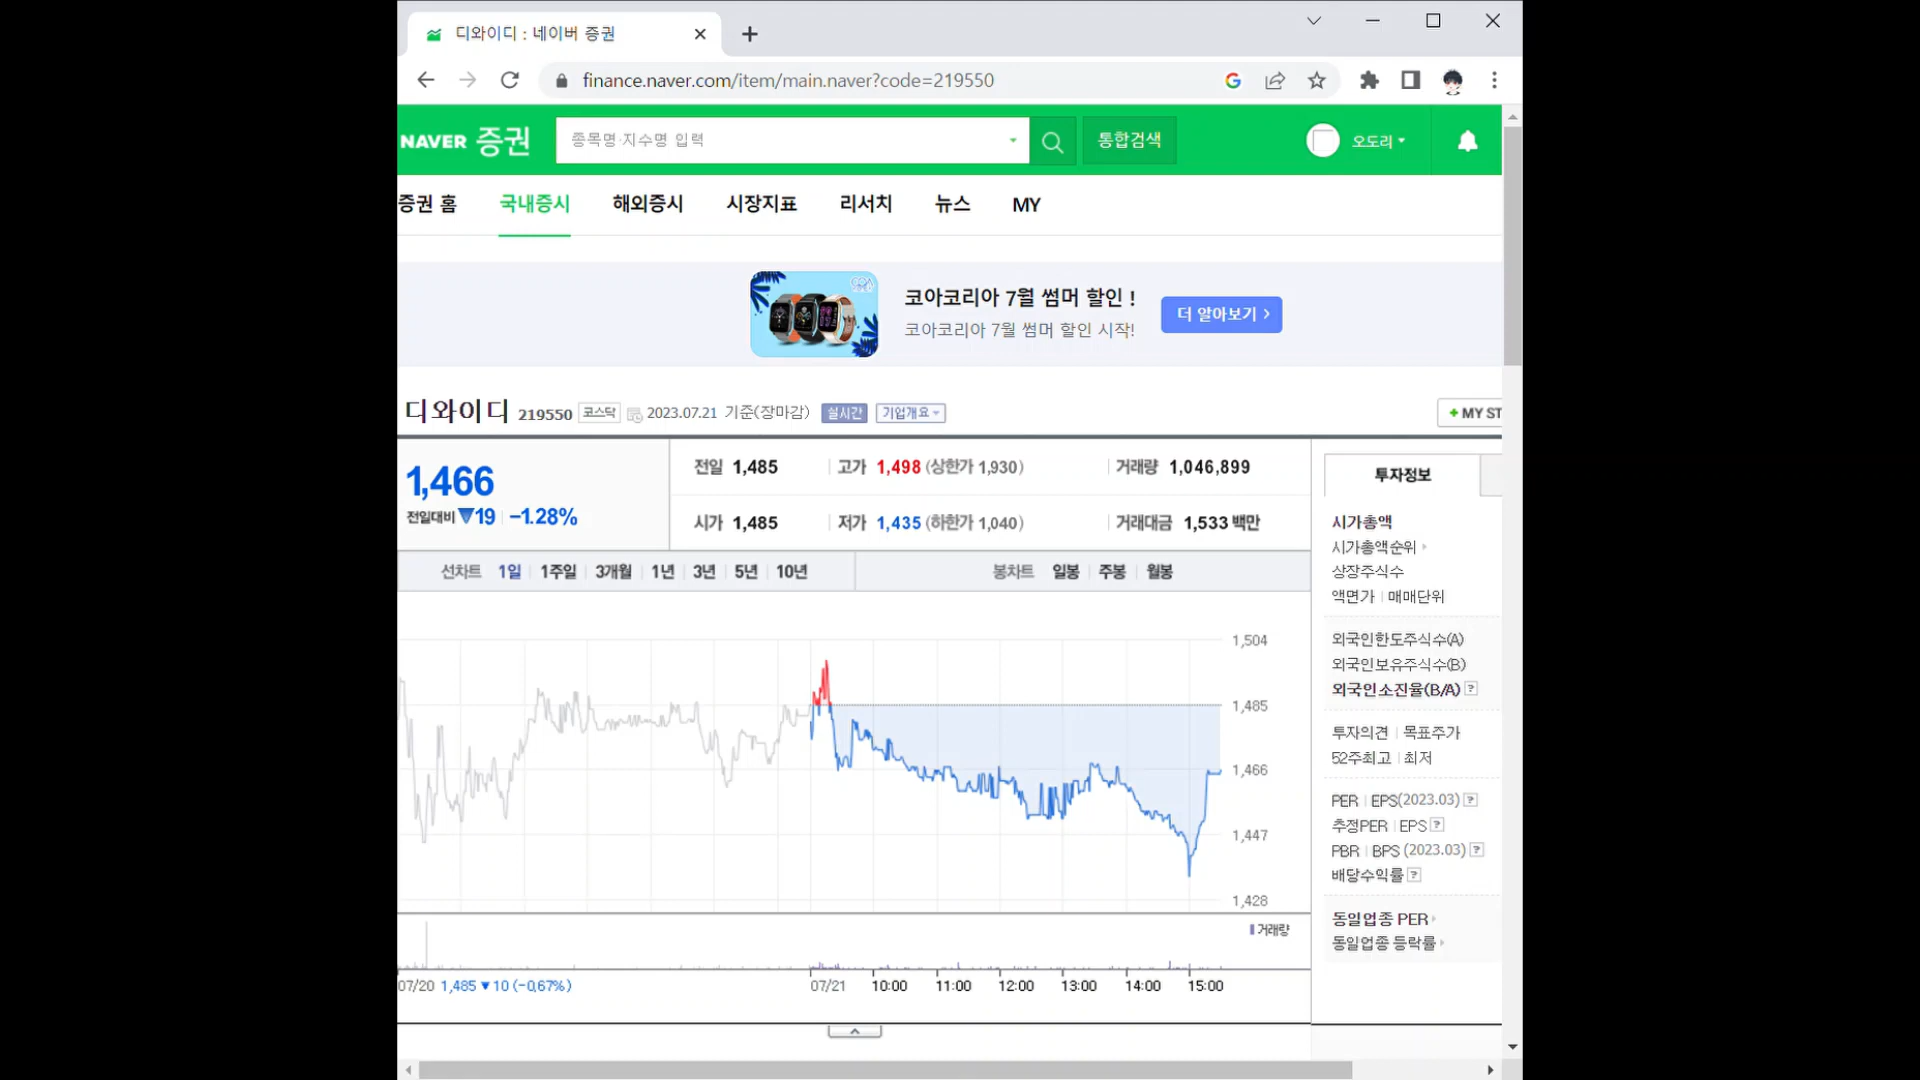 디와이디 : 네이버 증권
finance.naver.com/item/main.naver?code=219550
NAVER 증권 종목명·지수명 입력 통합검색 오도리
증권 홈 국내증시 해외증시 시장지표 리서치 뉴스 MY
코아코리아 7월 썸머 할인 !
코아코리아 7월 썸머 할인 시작!
더 알아보기 >
디와이디 219550 코스닥 2023.07.21 기준(장마감) 실시간 기업개요
+ MY ST
1,466
전일대비 ▼19 -1.28%
전일 1,485 고가 1,498 (상한가 1,930) 거래량 1,046,899
시가 1,485 저가 1,435 (하한가 1,040) 거래대금 1,533 백만
선차트 1일 1주일 3개월 1년 3년 5년 10년 봉차트 일봉 주봉 월봉
1,504
1,485
1,466
1,447
1,428
거래량
07/20 1,485 ▼10 (-0.67%) 07/21 10:00 11:00 12:00 13:00 14:00 15:00
투자정보
시가총액
시가총액순위
상장주식수
액면가 | 매매단위
외국인한도주식수(A)
외국인보유주식수(B)
외국인소진율(B/A) ?
투자의견 | 목표주가
52주최고 | 최저
PER | EPS(2023.03) ?
추정PER | EPS ?
PBR | BPS (2023.03) ?
배당수익률 ?
동일업종 PER
동일업종 등락률